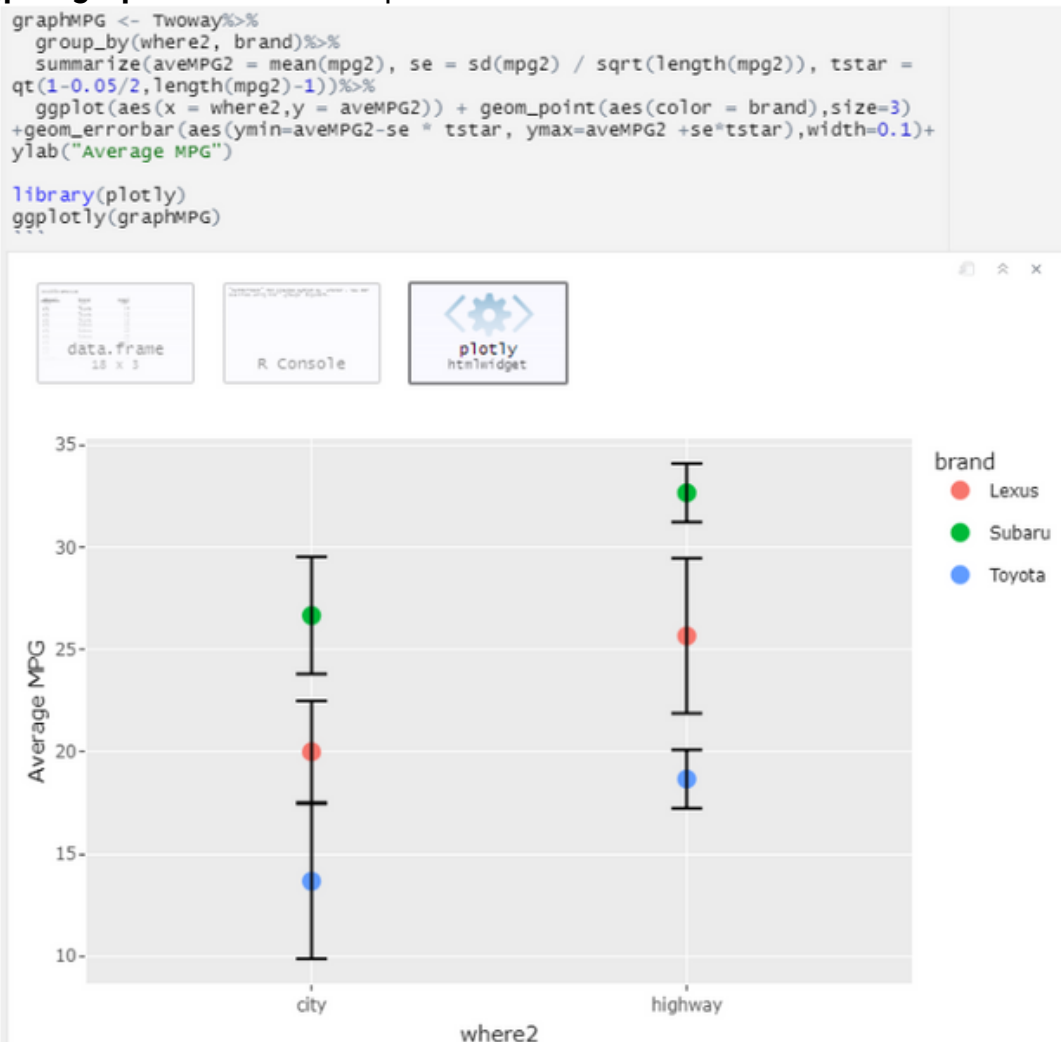 graphMPG <- Twoway%>%
group_by(where2, brand)%>%
summarize(aveMPG2 = mean(mpg2), se = sd(mpg2) / sqrt(length(mpg2)), tstar =
qt(1-0.05/2,length(mpg2)-1))%>%
ggplot(aes(x = where2,y = aveMPG2)) + geom_point(aes(color = brand),size=3)
+geom_errorbar(aes(ymin=aveMPG2-se * tstar, ymax=aveMPG2 +se*tstar),width=0.1)+
ylab("Average MPG")
library(plotly)
ggplotly(graphMPG)
```
data.frame
18 x 3
R Console
plotly
htmlwidget
35
30
25
20
15
10
Average MPG
city
highway
where2
brand
Lexus
Subaru
Toyota